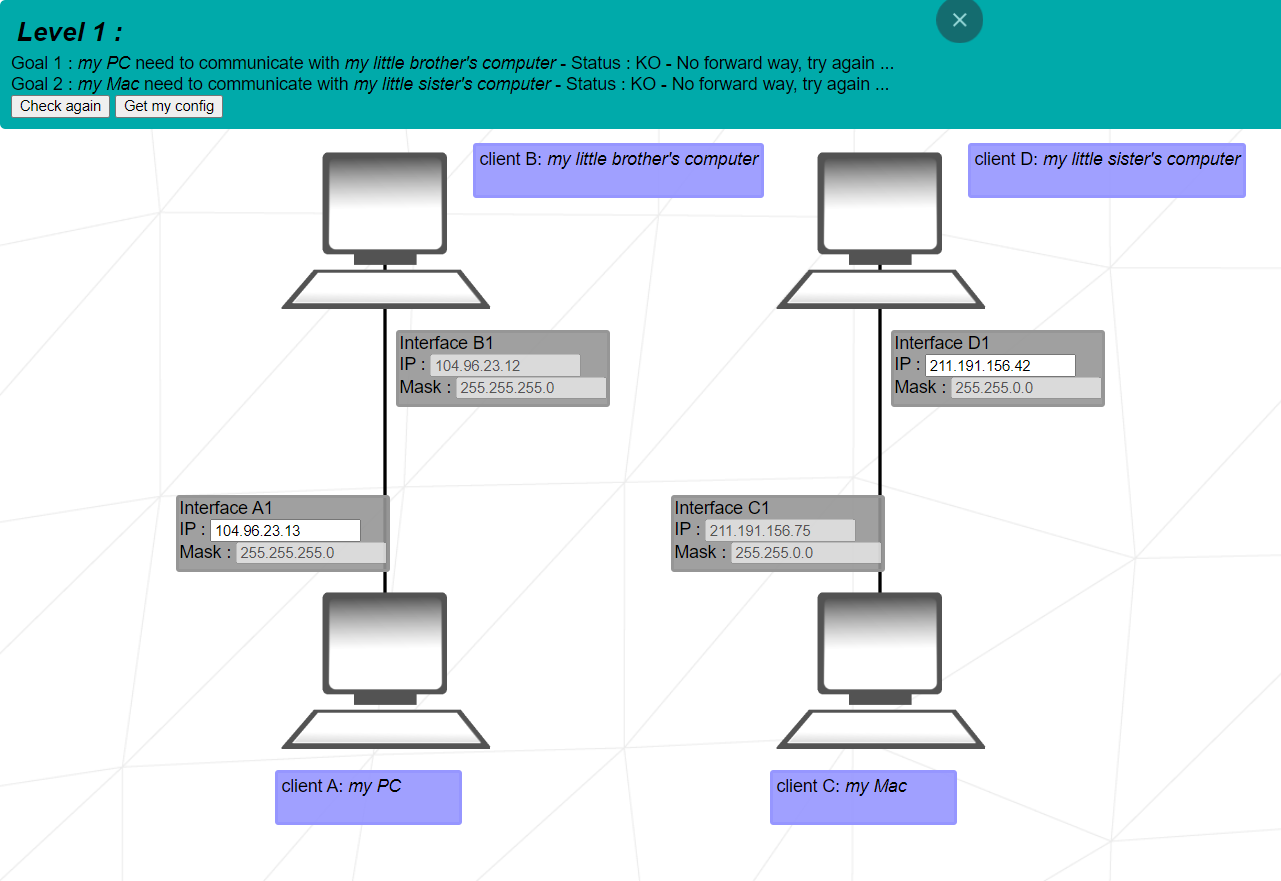 Level 1 :
Goal 1 : my PC need to communicate with my little brother's computer - Status : KO - No forward way, try again ...
Goal 2 : my Mac need to communicate with my little sister's computer - Status : KO - No forward way, try again ...
Check again Get my config
client B: my little brother's computer
client D: my little sister's computer
Interface B1
IP : 104.96.23.12
Mask : 255.255.255.0
Interface D1
IP : 211.191.156.42
Mask : 255.255.0.0
Interface A1
IP : 104.96.23.13
Mask : 255.255.255.0
Interface C1
IP : 211.191.156.75
Mask : 255.255.0.0
client A: my PC
client C: my Mac